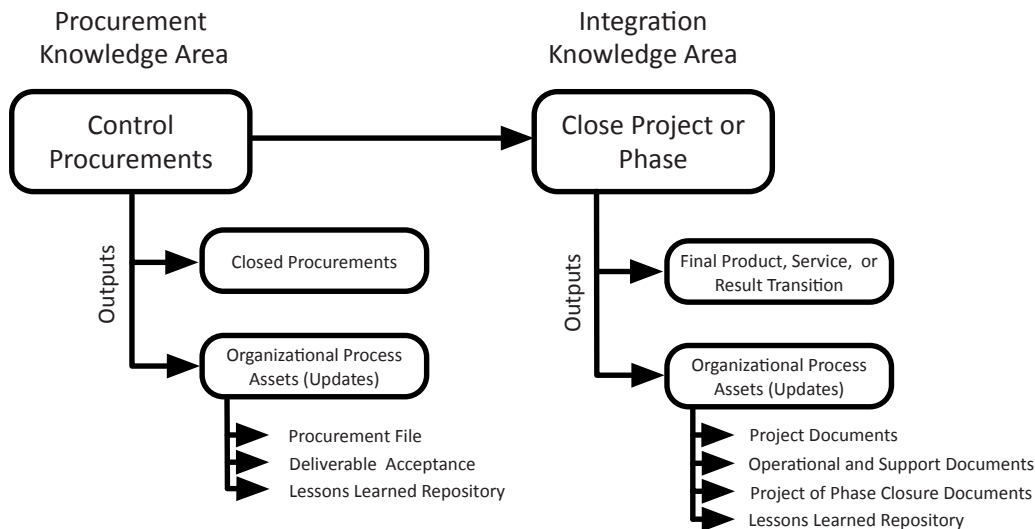 Procurement
Knowledge Area
Control
Procurements
Outputs
Closed Procurements
Organizational Process
Assets (Updates)
Procurement File
Deliverable Acceptance
Lessons Learned Repository
Integration
Knowledge Area
Close Project or
Phase
Outputs
Final Product, Service, or
Result Transition
Organizational Process
Assets (Updates)
Project Documents
Operational and Support Documents
Project of Phase Closure Documents
Lessons Learned Repository